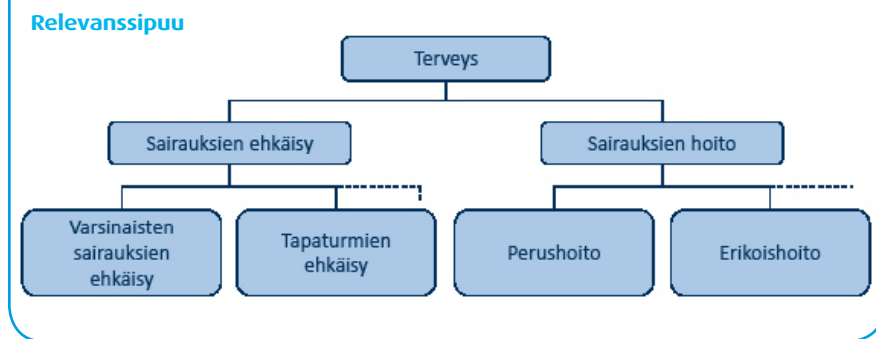 Relevanssipuu
Terveys
Sairauksien ehkäisy
Sairauksien hoito
Varsinaisten
sairauksien
ehkäisy
Tapaturmien
ehkäisy
Perushoito
Erikoishoito